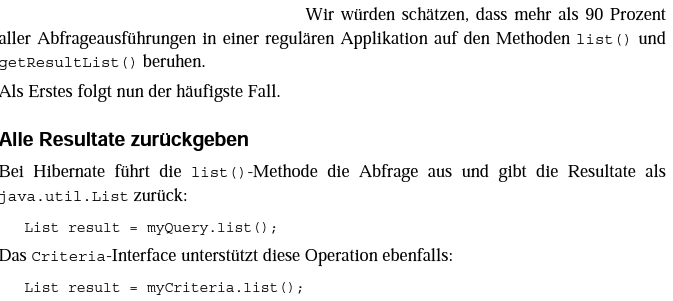 Wir würden schätzen, dass mehr als 90 Prozent
aller Abfrageausführungen in einer regulären Applikation auf den Methoden list() und
getResultList() beruhen.
Als Erstes folgt nun der häufigste Fall.
Alle Resultate zurückgeben
Bei Hibernate führt die list()-Methode die Abfrage aus und gibt die Resultate als
java.util.List zurück:
List result = myQuery.list();
Das Criteria-Interface unterstützt diese Operation ebenfalls:
List result = myCriteria.list();